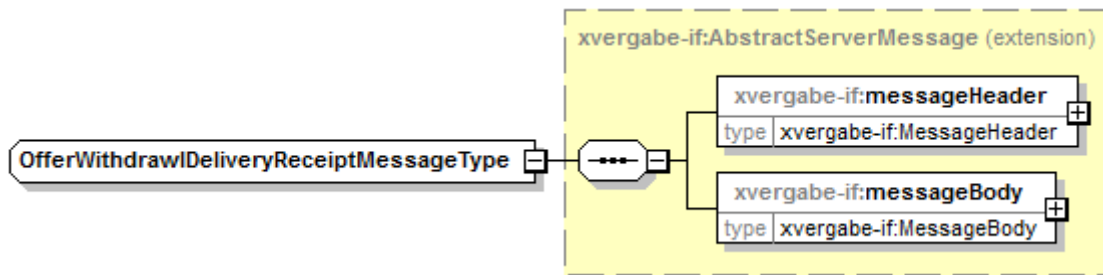 xvergabe-if:AbstractServerMessage (extension)
xvergabe-if:messageHeader
type xvergabe-if:MessageHeader
OfferWithdrawlDeliveryReceiptMessageType
xvergabe-if:messageBody
type xvergabe-if:MessageBody